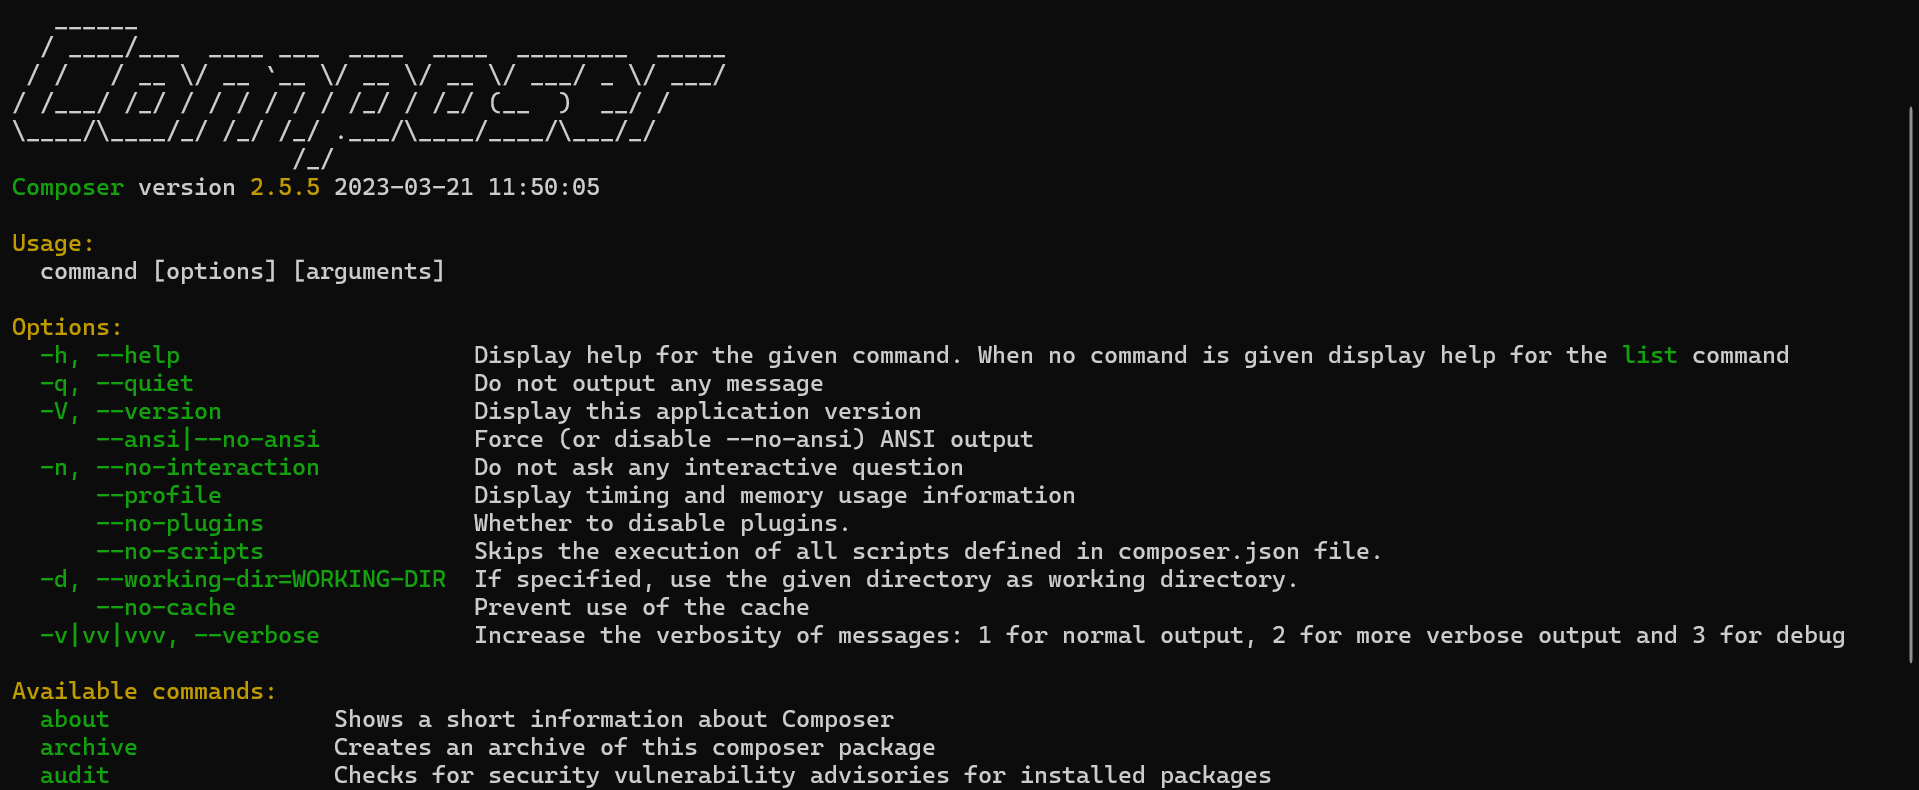 ______
  / ____/___  ____ ___  ____  ____  ________  _____
 / /   / __ \/ __ `__ \/ __ \/ __ \/ ___/ _ \/ ___/
/ /___/ /_/ / / / / / / /_/ / /_/ (__  )  __/ /
\____/\____/_/ /_/ /_/ .___/\____/____/\___/_/
                    /_/
Composer version 2.5.5 2023-03-21 11:50:05

Usage:
  command [options] [arguments]

Options:
  -h, --help                     Display help for the given command. When no command is given display help for the list command
  -q, --quiet                    Do not output any message
  -V, --version                  Display this application version
      --ansi|--no-ansi           Force (or disable --no-ansi) ANSI output
  -n, --no-interaction           Do not ask any interactive question
      --profile                  Display timing and memory usage information
      --no-plugins               Whether to disable plugins.
      --no-scripts               Skips the execution of all scripts defined in composer.json file.
  -d, --working-dir=WORKING-DIR  If specified, use the given directory as working directory.
      --no-cache                 Prevent use of the cache
  -v|vv|vvv, --verbose           Increase the verbosity of messages: 1 for normal output, 2 for more verbose output and 3 for debug

Available commands:
  about                Shows a short information about Composer
  archive              Creates an archive of this composer package
  audit                Checks for security vulnerability advisories for installed packages